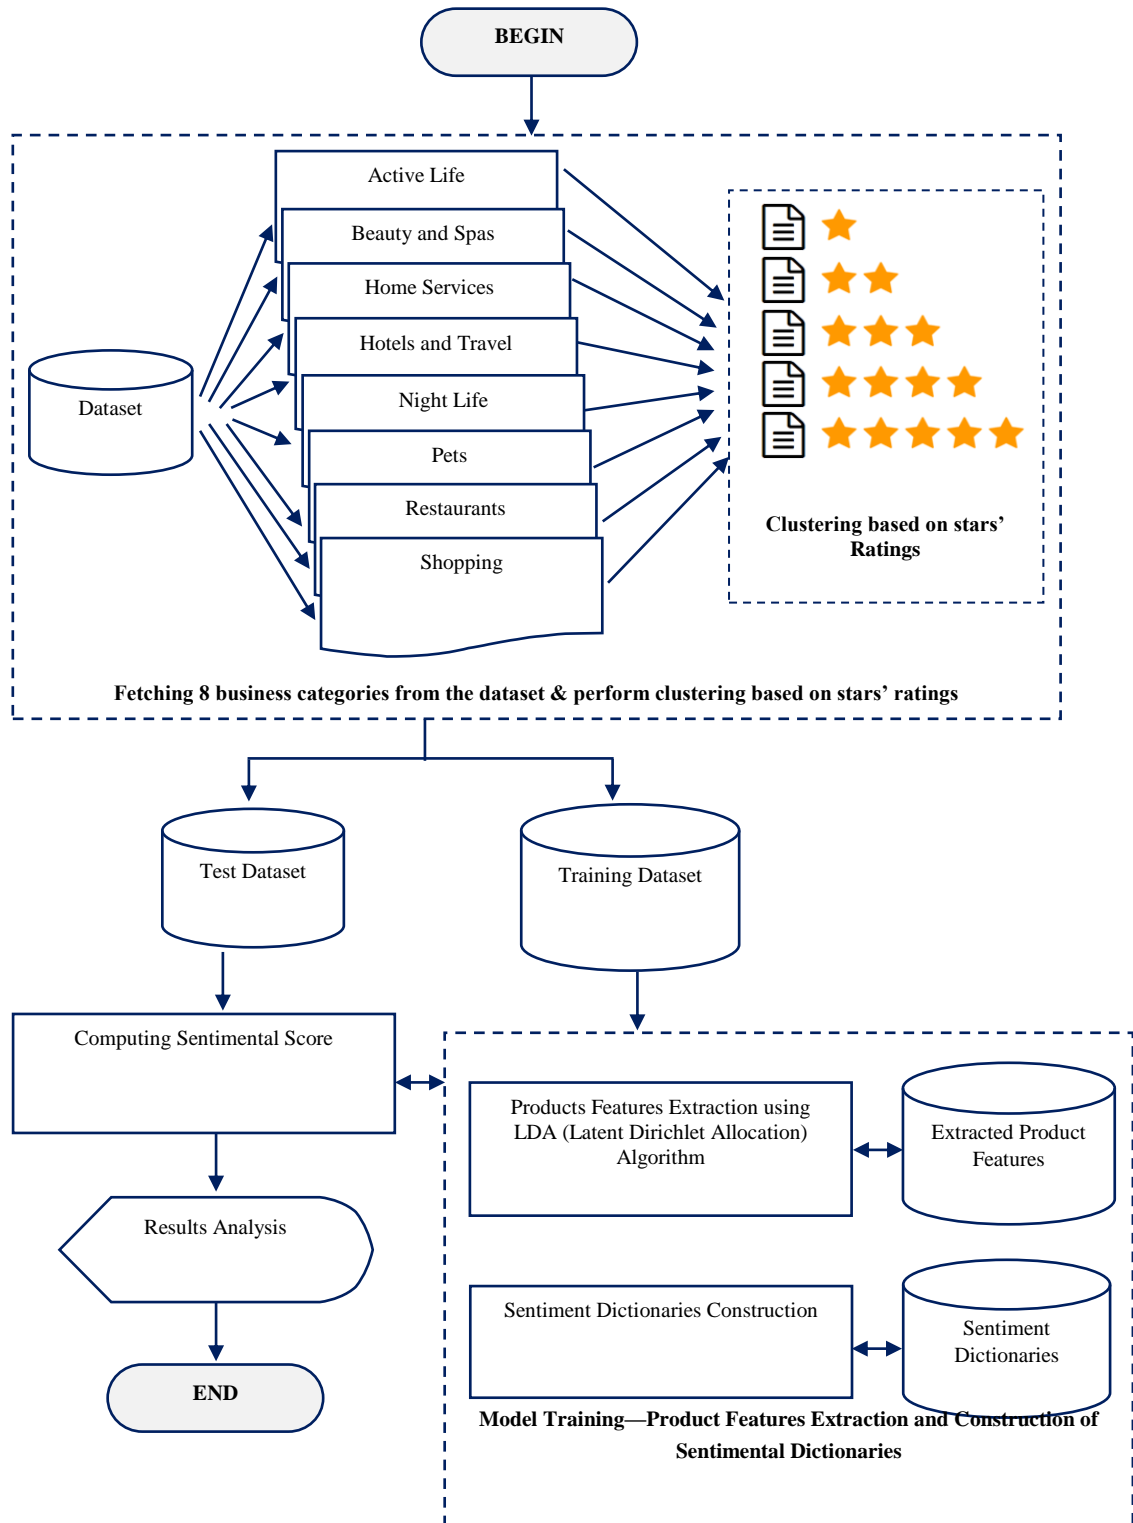 BEGIN
Active Life
Beauty and Spas
Home Services
Hotels and Travel
Night Life
Pets
Restaurants
Shopping
Dataset
Clustering based on stars’
Ratings
Fetching 8 business categories from the dataset & perform clustering based on stars’ ratings
Test Dataset
Training Dataset
Computing Sentimental Score
Products Features Extraction using
LDA (Latent Dirichlet Allocation)
Algorithm
Extracted Product
Features
Results Analysis
Sentiment Dictionaries Construction
Sentiment
Dictionaries
END
Model Training—Product Features Extraction and Construction of
Sentimental Dictionaries